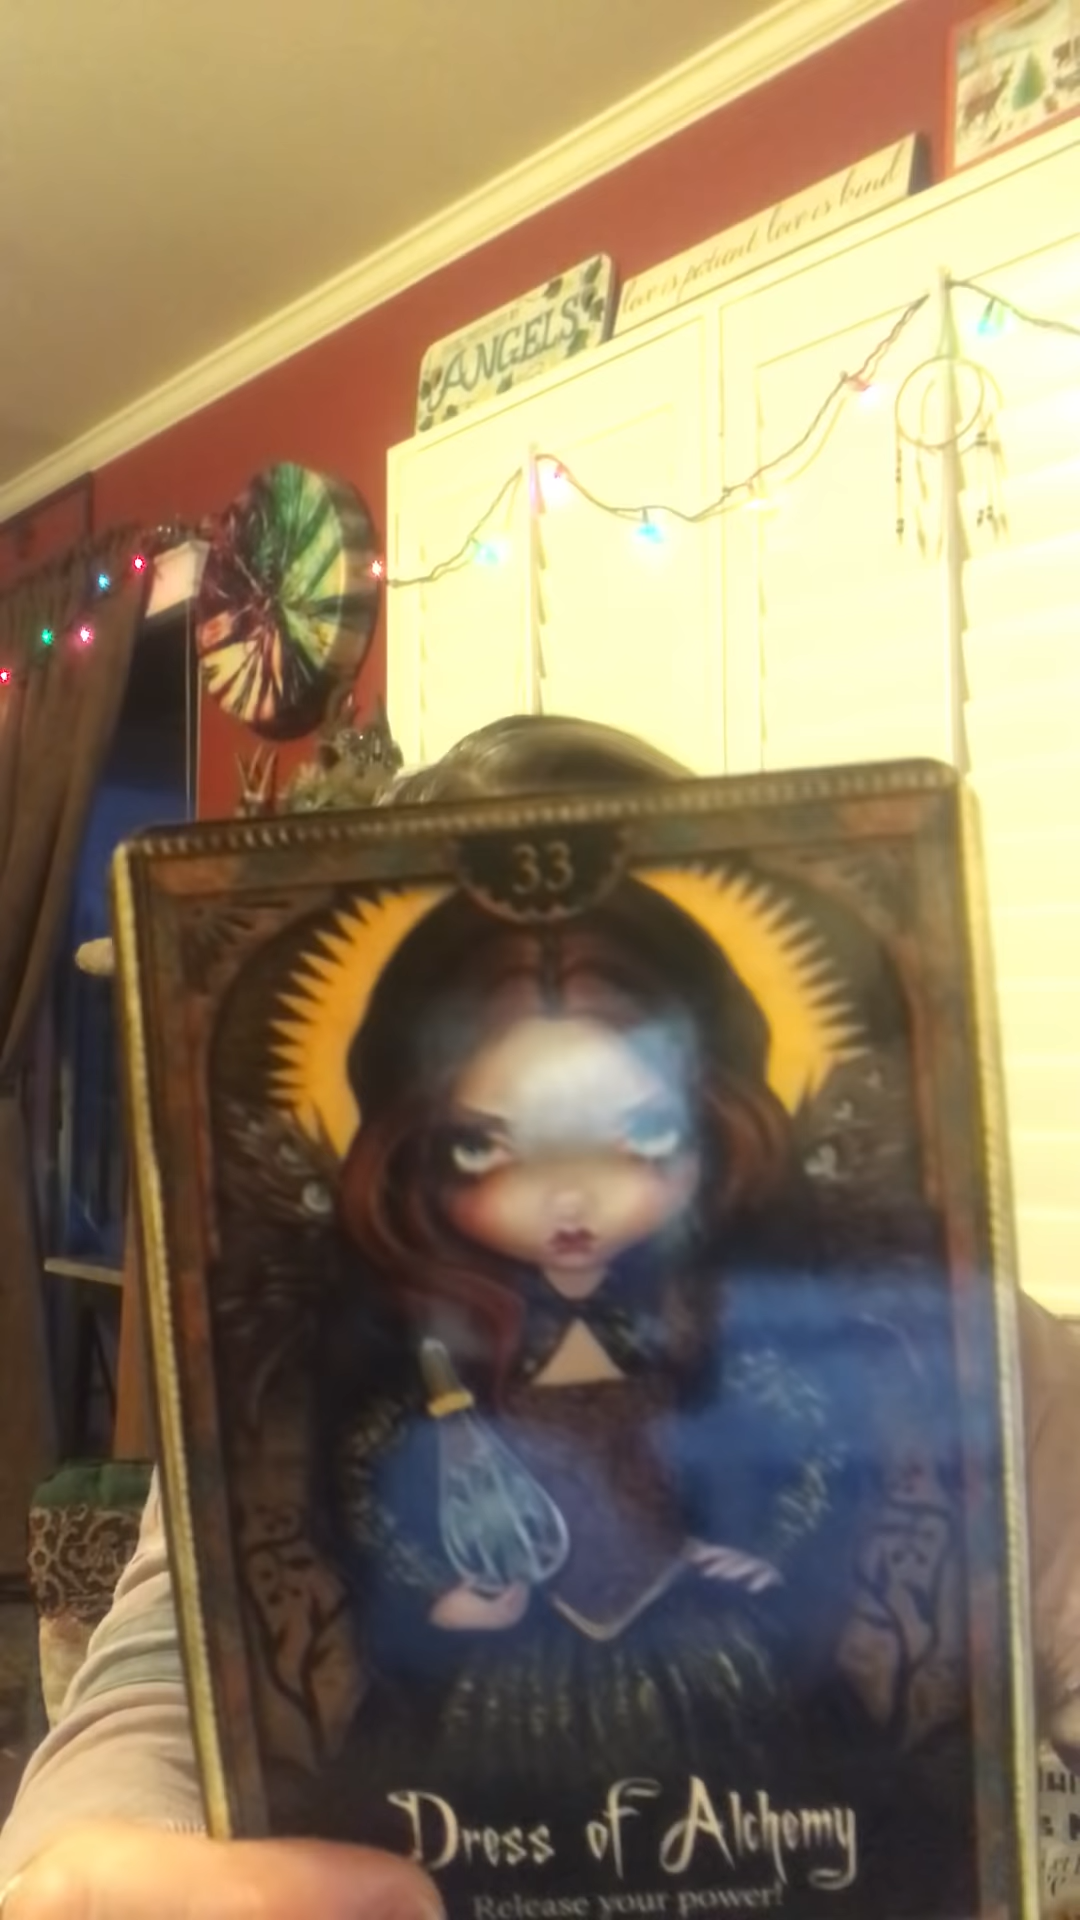 love is patient love is kind
ANGELS
33
Dress of Alchemy
Release your power!